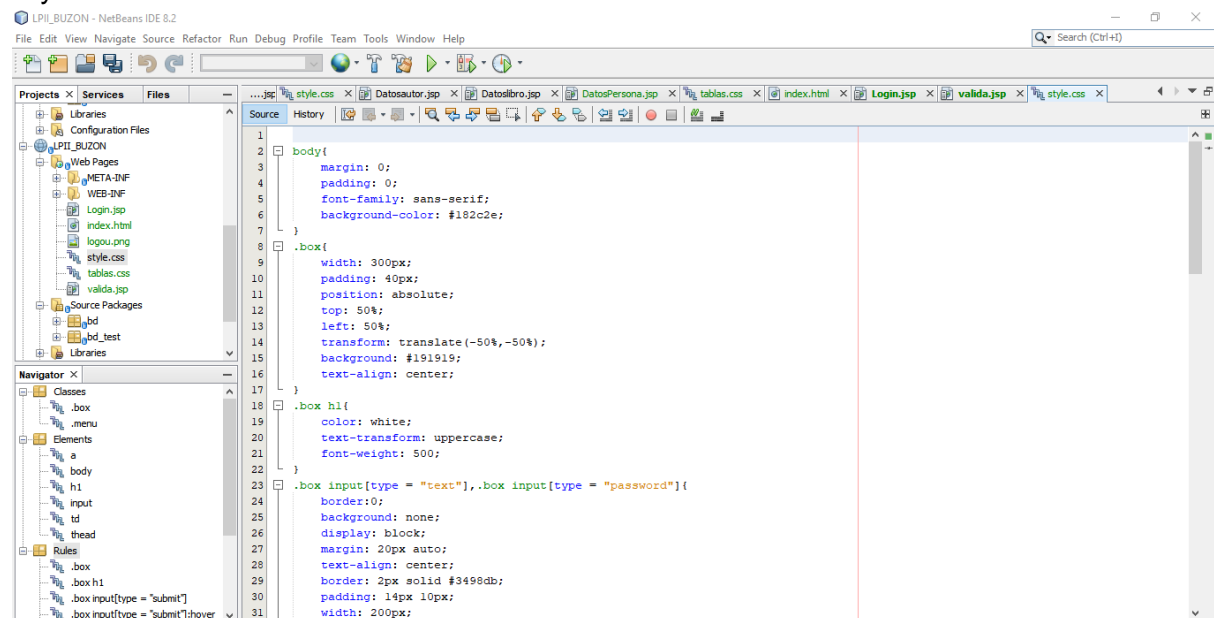 LPII_BUZON - NetBeans IDE 8.2
File Edit View Navigate Source Refactor Run Debug Profile Team Tools Window Help
Search (Ctrl+I)
Projects × Services Files
....jsp style.css × Datosautor.jsp × Datoslibro.jsp × DatosPersona.jsp × tablas.css × index.html × Login.jsp × valida.jsp × style.css ×
Source History
Libraries
Configuration Files
LPII_BUZON
Web Pages
META-INF
WEB-INF
Login.jsp
index.html
logou.png
style.css
tablas.css
valida.jsp
Source Packages
bd
bd_test
Libraries
Navigator ×
Classes
.box
.menu
Elements
a
body
h1
input
td
thead
Rules
.box
.box h1
.box input[type = "submit"]
.box input[type = "submit"]:hover
1
2 body{
3 margin: 0;
4 padding: 0;
5 font-family: sans-serif;
6 background-color: #182c2e;
7 }
8 .box{
9 width: 300px;
10 padding: 40px;
11 position: absolute;
12 top: 50%;
13 left: 50%;
14 transform: translate(-50%,-50%);
15 background: #191919;
16 text-align: center;
17 }
18 .box h1{
19 color: white;
20 text-transform: uppercase;
21 font-weight: 500;
22 }
23 .box input[type = "text"],.box input[type = "password"]{
24 border:0;
25 background: none;
26 display: block;
27 margin: 20px auto;
28 text-align: center;
29 border: 2px solid #3498db;
30 padding: 14px 10px;
31 width: 200px;